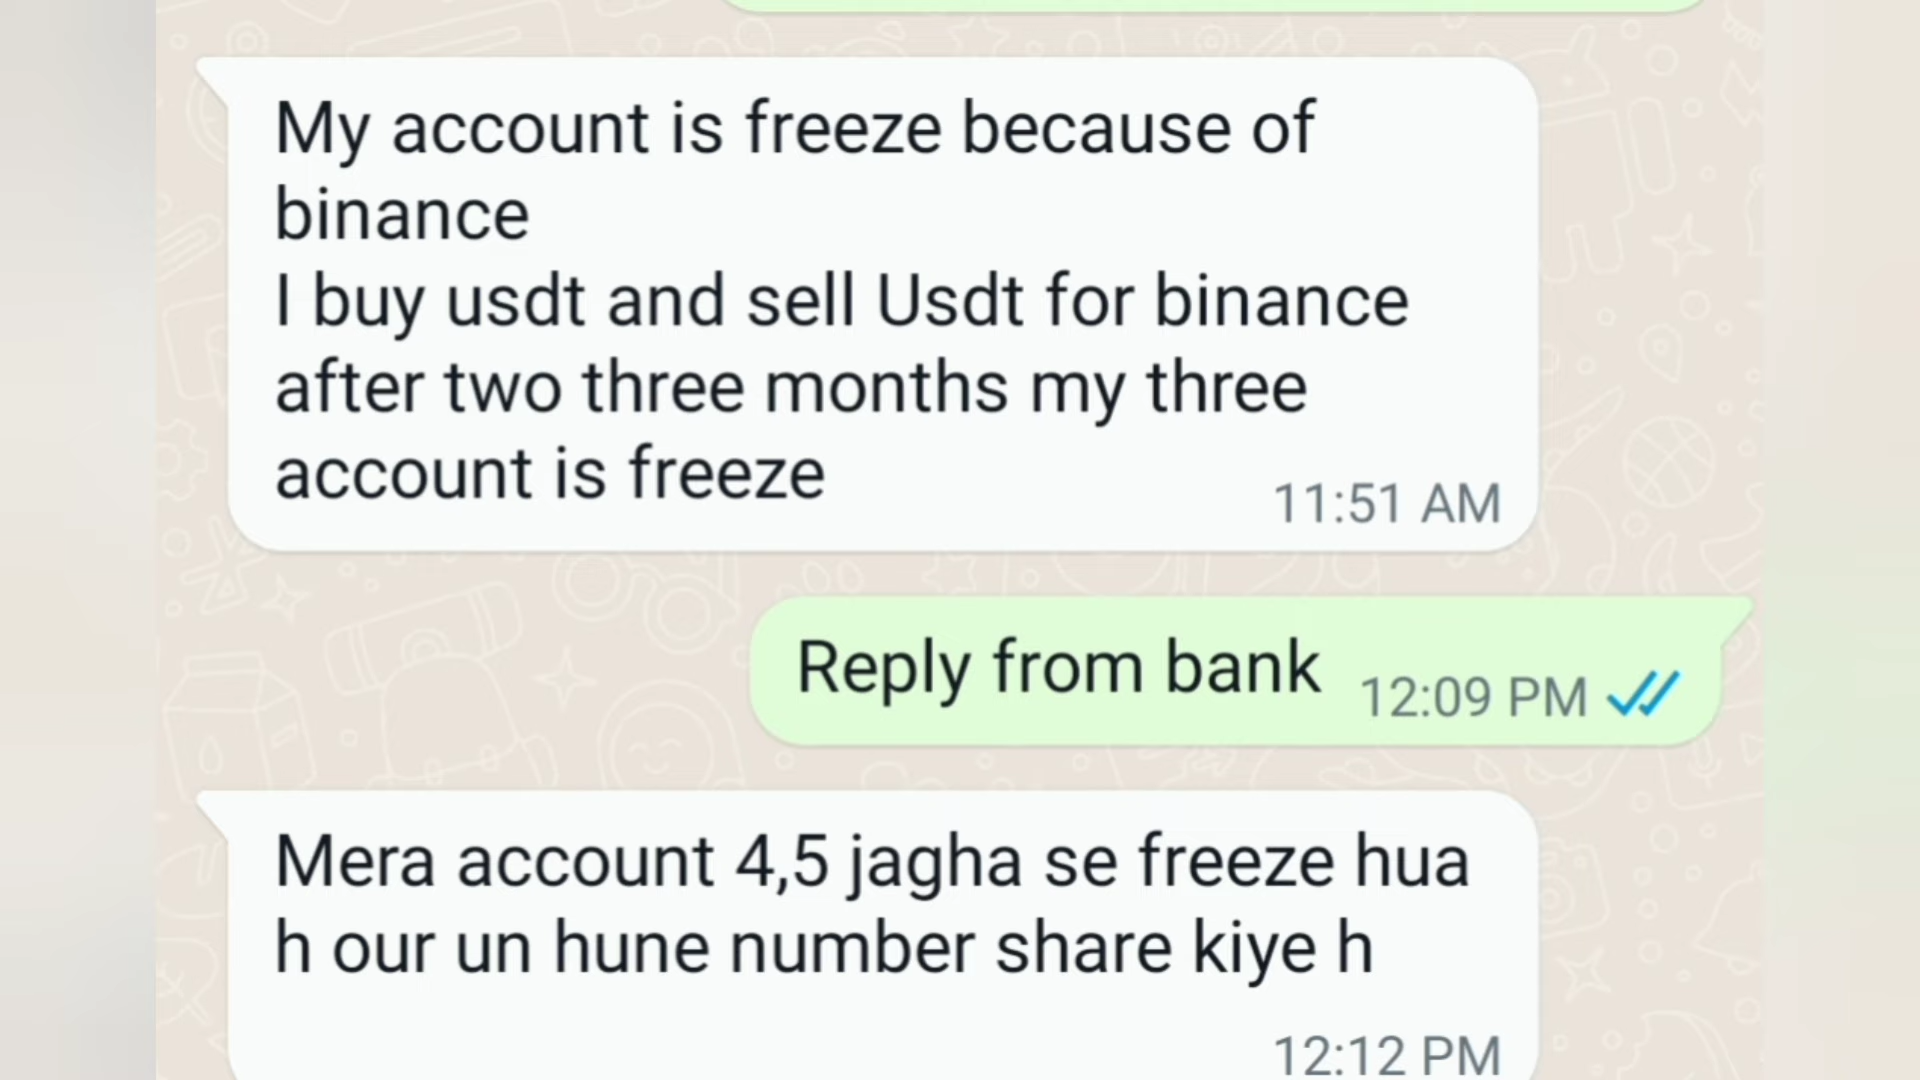 My account is freeze because of
binance
I buy usdt and sell Usdt for binance
after two three months my three
account is freeze
11:51 AM
Reply from bank
12:09 PM
Mera account 4,5 jagha se freeze hua
h our un hune number share kiye h
12:12 PM